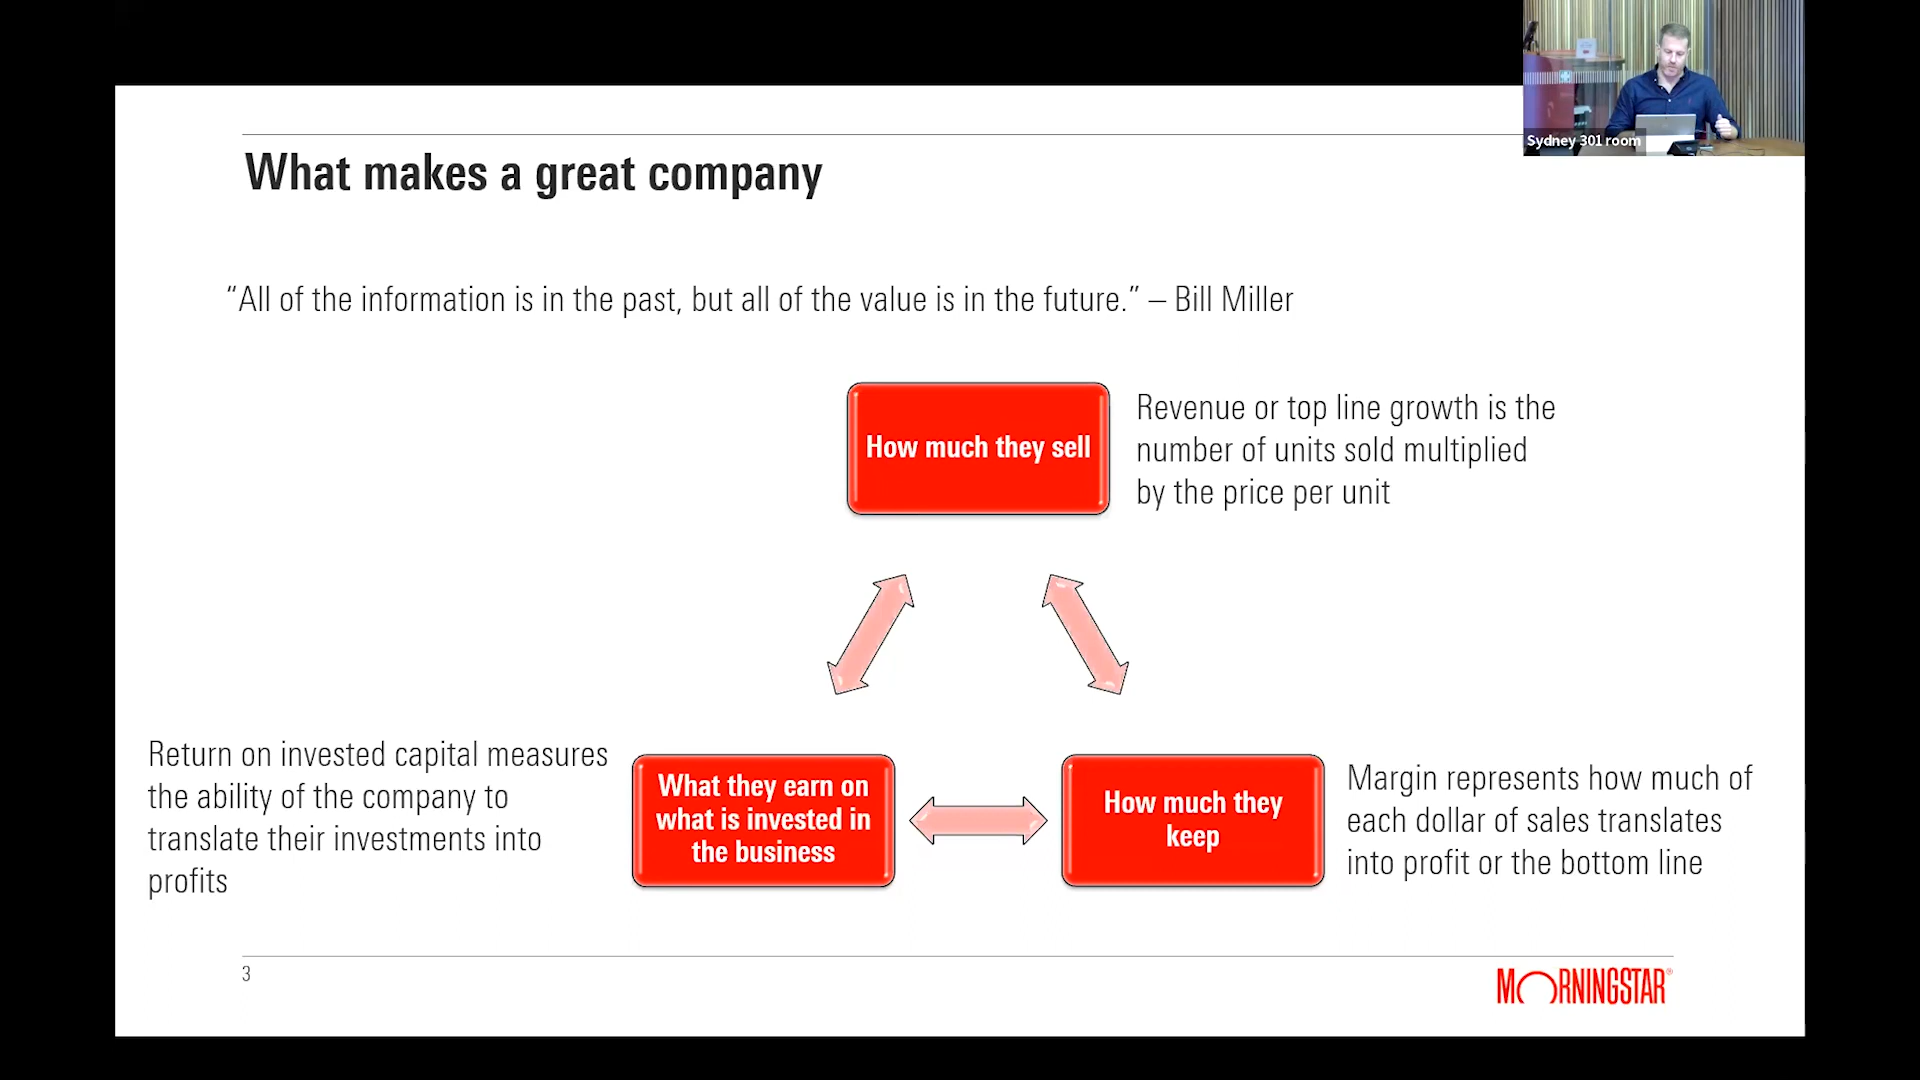 Sydney 301 room
What makes a great company
“All of the information is in the past, but all of the value is in the future.” – Bill Miller
How much they sell
Revenue or top line growth is the
number of units sold multiplied
by the price per unit
Return on invested capital measures
the ability of the company to
translate their investments into
profits
What they earn on
what is invested in
the business
How much they
keep
Margin represents how much of
each dollar of sales translates
into profit or the bottom line
3
MORNINGSTAR®